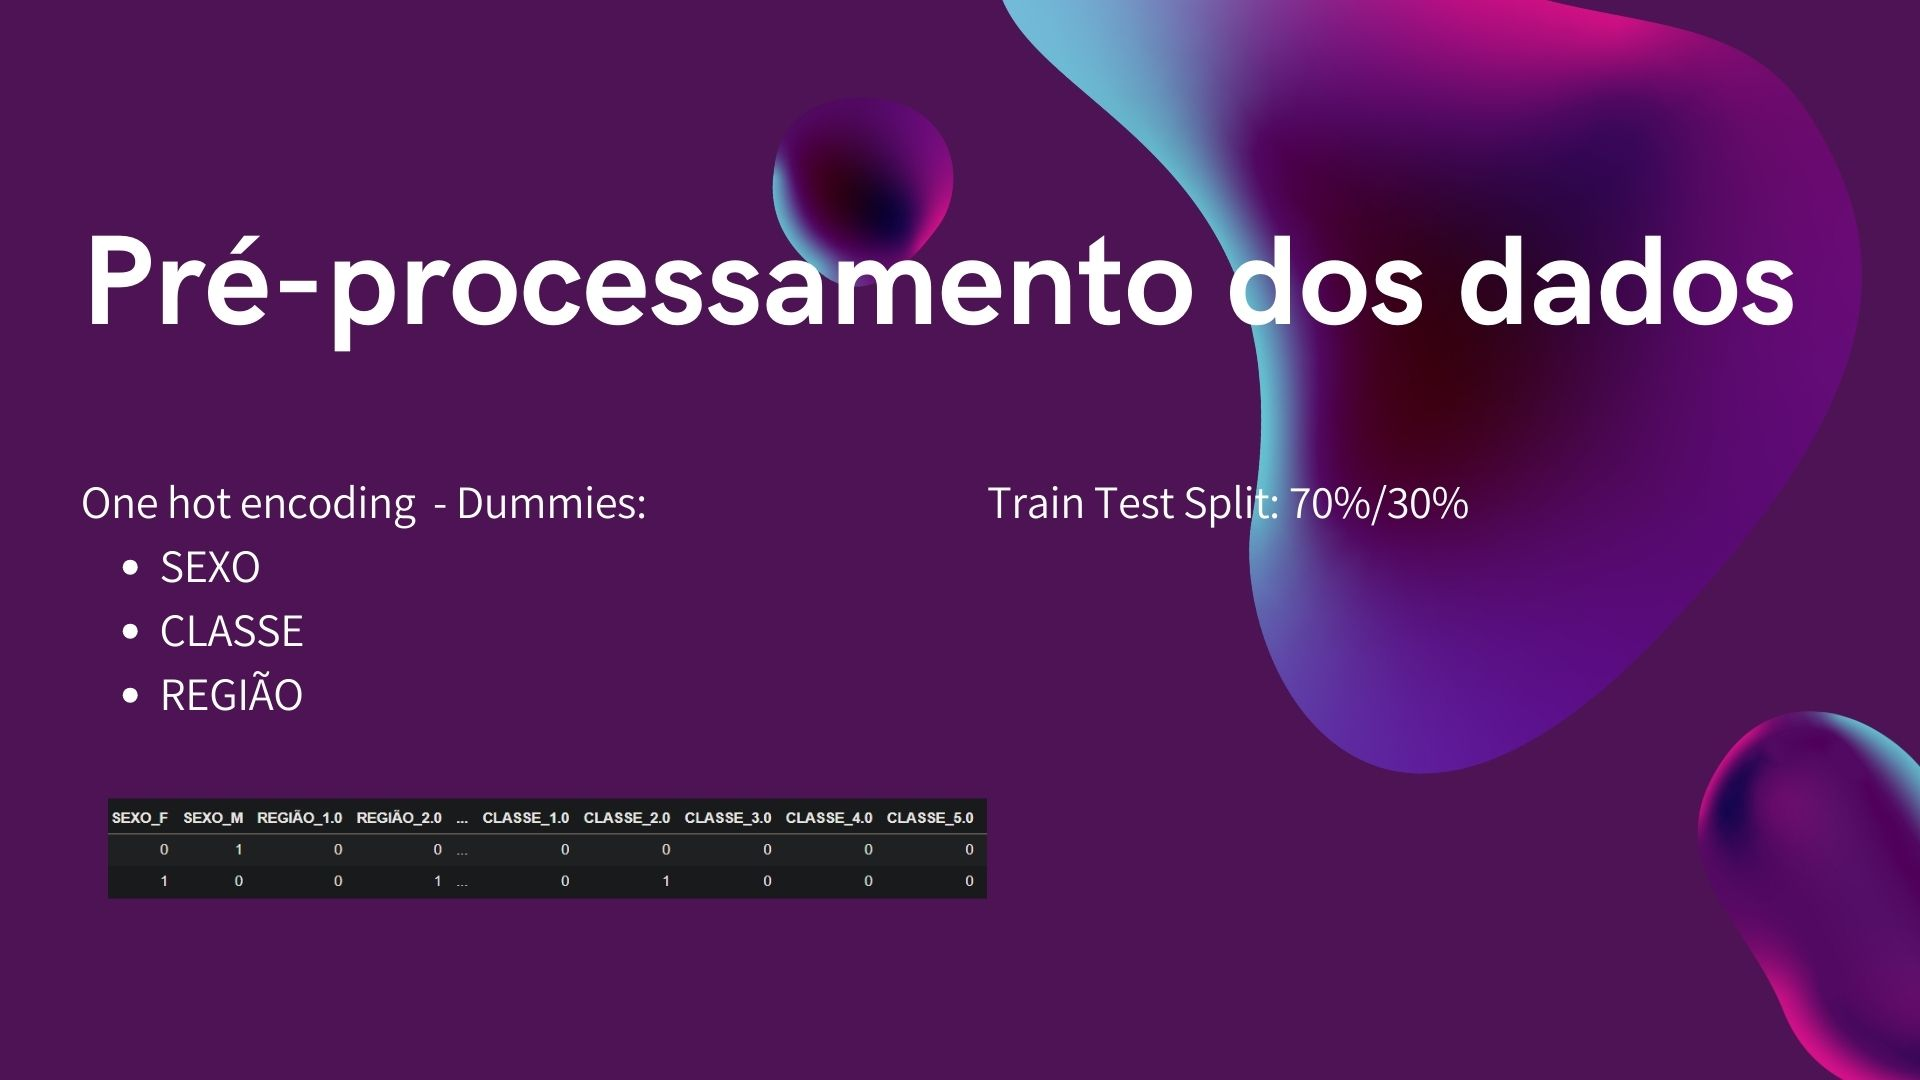 Pré-processamento dos dados
One hot encoding - Dummies:
• SEXO
• CLASSE
• REGIÃO
Train Test Split: 70%/30%
SEXO_F SEXO_M REGIÃO_1.0 REGIÃO_2.0 ... CLASSE_1.0 CLASSE_2.0 CLASSE_3.0 CLASSE_4.0 CLASSE_5.0
0 1 0 0 ... 0 0 0 0 0
1 0 0 1 ... 0 1 0 0 0